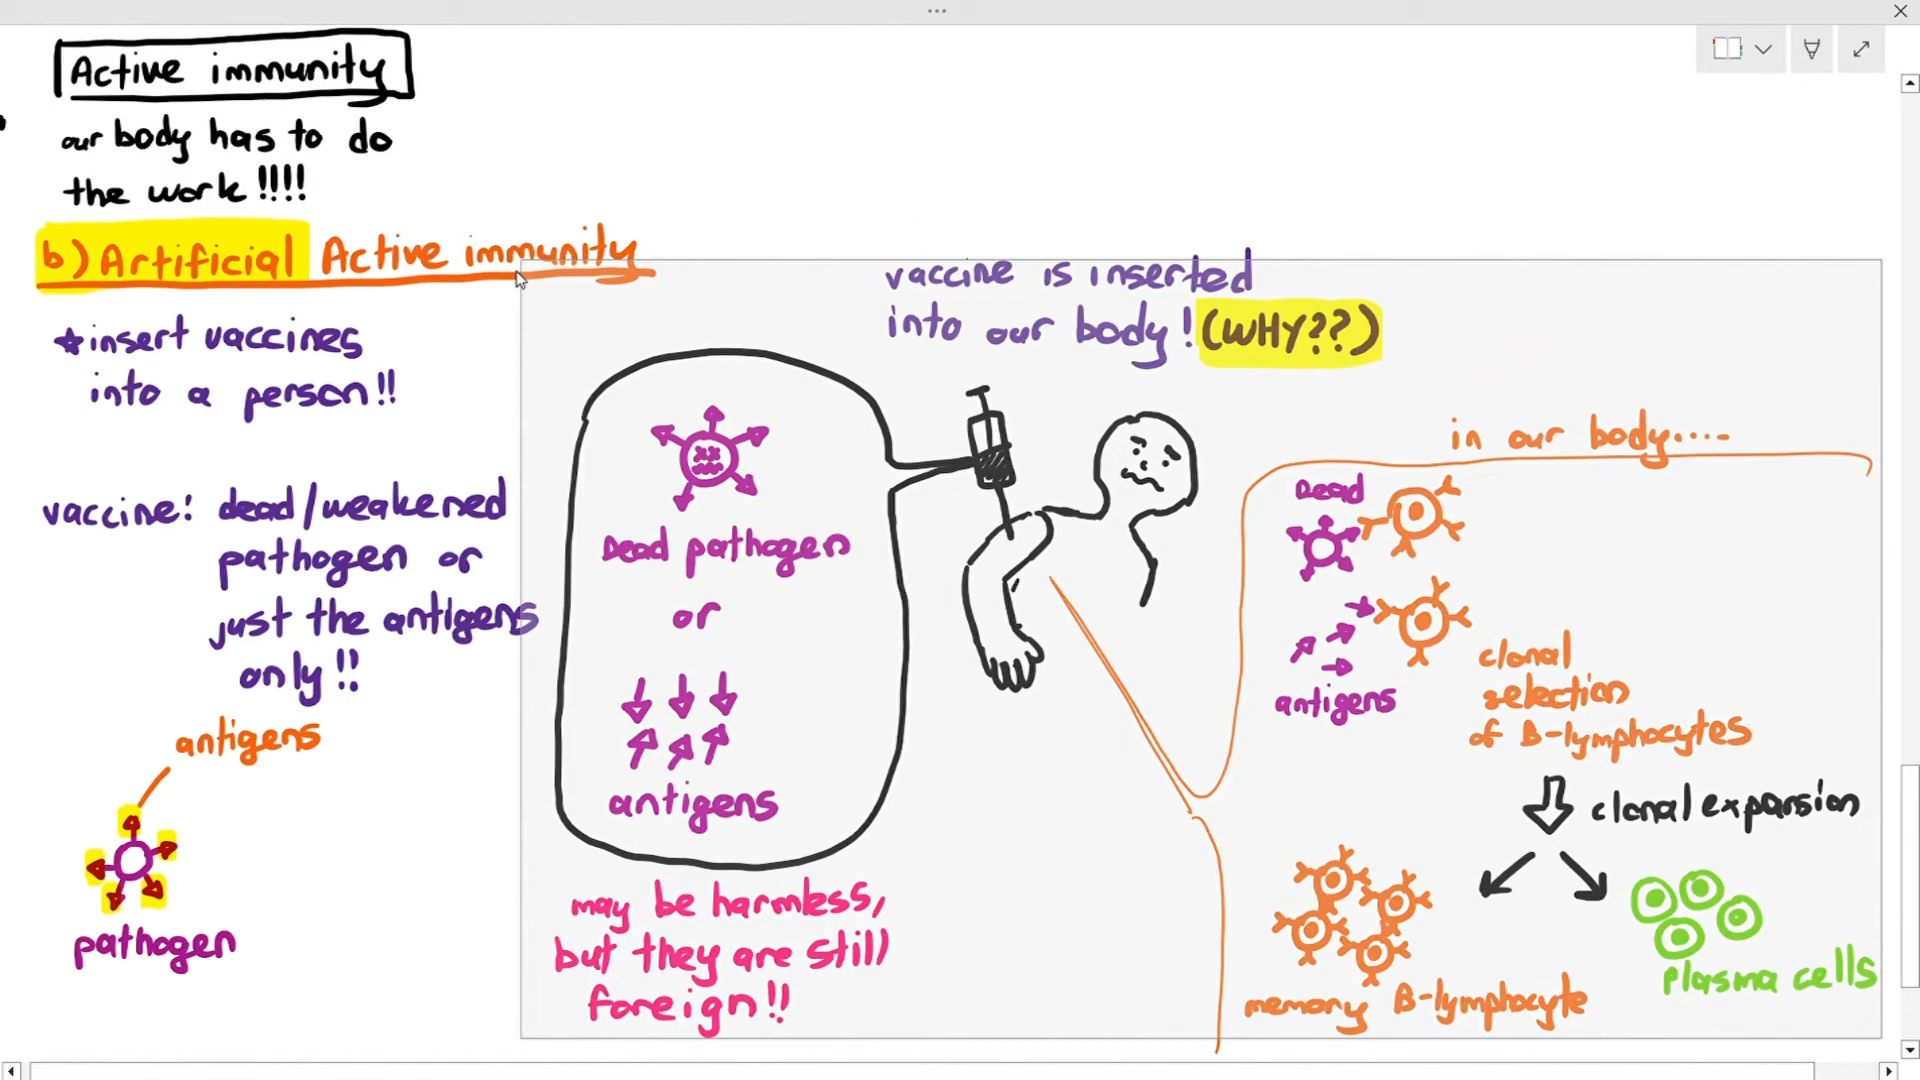 Active immunity
our body has to do
the work !!!!
b) Artificial Active immunity
☆ insert vaccines
into a person!!
vaccine: dead/weakened
pathogen or
just the antigens
only!!
antigens
pathogen
vaccine is inserted
into our body! (WHY??)
Dead pathogen
or
antigens
may be harmless,
but they are still
foreign!!
in our body....
Dead
antigens
clonal
selection
of B-lymphocytes
clonal expansion
memory B-lymphocyte
plasma cells